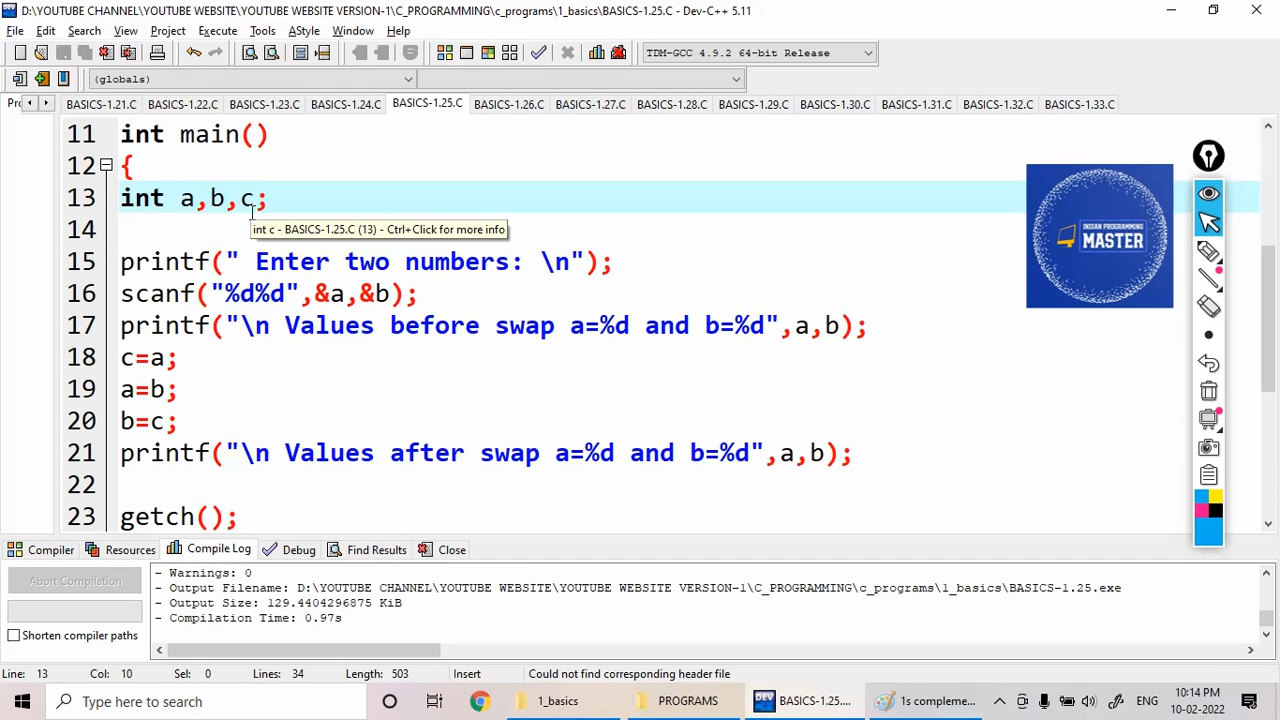 D:\YOUTUBE CHANNEL\YOUTUBE WEBSITE\YOUTUBE WEBSITE VERSION-1\C_PROGRAMMING\c_programs\1_basics\BASICS-1.25.C - Dev-C++ 5.11
File Edit Search View Project Execute Tools AStyle Window Help
TDM-GCC 4.9.2 64-bit Release
(globals)
Pr BASICS-1.21.C BASICS-1.22.C BASICS-1.23.C BASICS-1.24.C BASICS-1.25.C BASICS-1.26.C BASICS-1.27.C BASICS-1.28.C BASICS-1.29.C BASICS-1.30.C BASICS-1.31.C BASICS-1.32.C BASICS-1.33.C
11 int main()
12 {
13 int a,b,c;
int c - BASICS-1.25.C (13) - Ctrl+Click for more info
14
15 printf(" Enter two numbers: \n");
16 scanf("%d%d",&a,&b);
17 printf("\n Values before swap a=%d and b=%d",a,b);
18 c=a;
19 a=b;
20 b=c;
21 printf("\n Values after swap a=%d and b=%d",a,b);
22
23 getch();
INDIAN PROGRAMMING
MASTER
Compiler Resources Compile Log Debug Find Results Close
Abort Compilation
Shorten compiler paths
- Warnings: 0
- Output Filename: D:\YOUTUBE CHANNEL\YOUTUBE WEBSITE\YOUTUBE WEBSITE VERSION-1\C_PROGRAMMING\c_programs\1_basics\BASICS-1.25.exe
- Output Size: 129.4404296875 KiB
- Compilation Time: 0.97s
Line: 13 Col: 10 Sel: 0 Lines: 34 Length: 503 Insert Could not find corresponding header file
Type here to search 1_basics PROGRAMS DEV BASICS-1.25.... 1s compleme... ENG 10:14 PM
10-02-2022